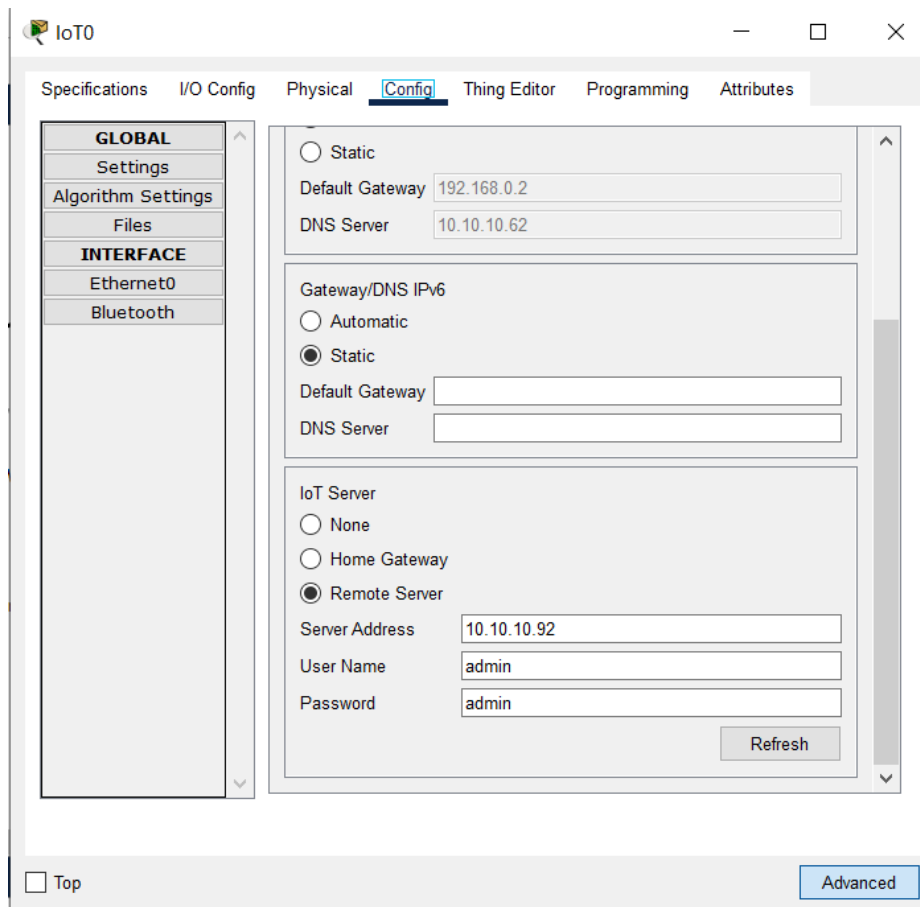 IoT0
Specifications I/O Config Physical Config Thing Editor Programming Attributes
GLOBAL
Settings
Algorithm Settings
Files
INTERFACE
Ethernet0
Bluetooth
Static
Default Gateway 192.168.0.2
DNS Server 10.10.10.62
Gateway/DNS IPv6
Automatic
Static
Default Gateway
DNS Server
IoT Server
None
Home Gateway
Remote Server
Server Address 10.10.10.92
User Name admin
Password admin
Refresh
Top
Advanced